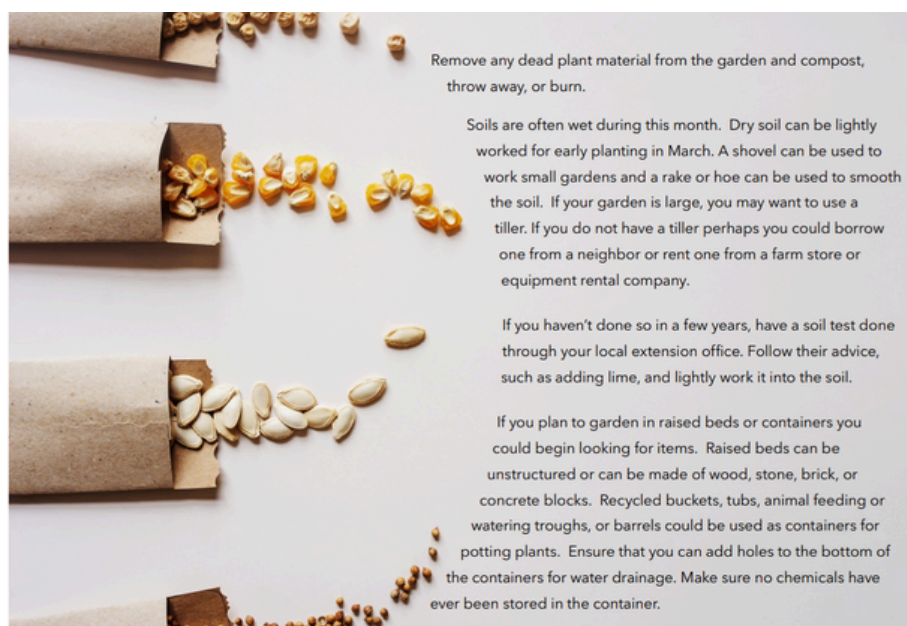 Remove any dead plant material from the garden and compost,
throw away, or burn.
Soils are often wet during this month. Dry soil can be lightly
worked for early planting in March. A shovel can be used to
work small gardens and a rake or hoe can be used to smooth
the soil. If your garden is large, you may want to use a
tiller. If you do not have a tiller perhaps you could borrow
one from a neighbor or rent one from a farm store or
equipment rental company.
If you haven’t done so in a few years, have a soil test done
through your local extension office. Follow their advice,
such as adding lime, and lightly work it into the soil.
If you plan to garden in raised beds or containers you
could begin looking for items. Raised beds can be
unstructured or can be made of wood, stone, brick, or
concrete blocks. Recycled buckets, tubs, animal feeding or
watering troughs, or barrels could be used as containers for
potting plants. Ensure that you can add holes to the bottom of
the containers for water drainage. Make sure no chemicals have
ever been stored in the container.